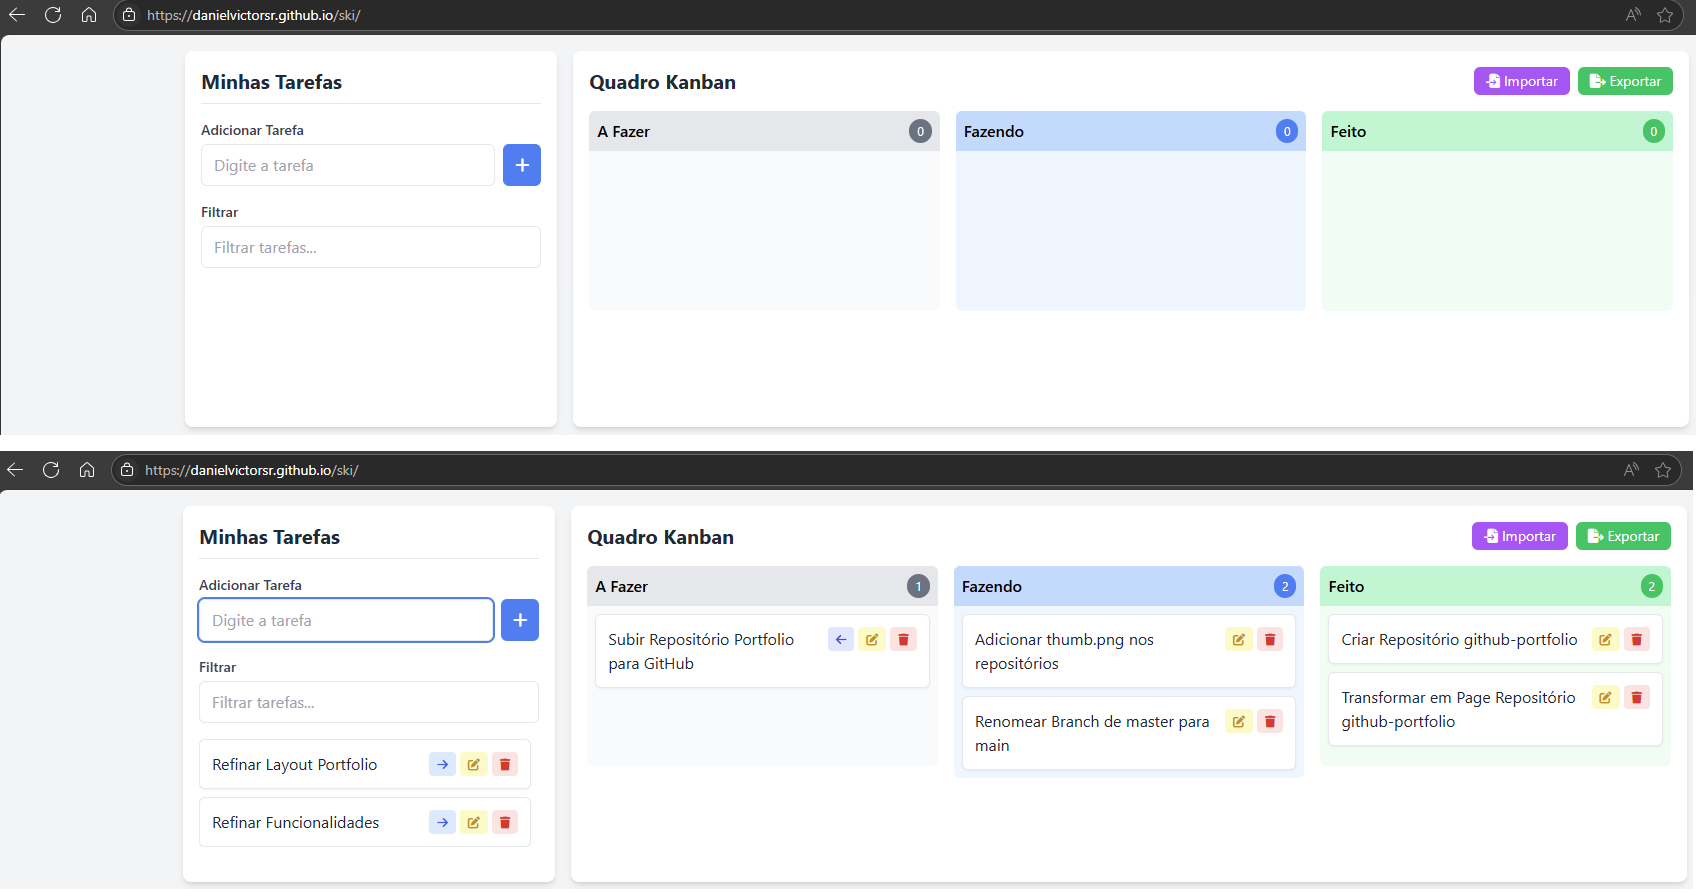 https://danielvictorsr.github.io/ski/
Minhas Tarefas
Adicionar Tarefa
Digite a tarefa
+
Filtrar
Filtrar tarefas...
Quadro Kanban
Importar
Exportar
A Fazer 0
Fazendo 0
Feito 0
https://danielvictorsr.github.io/ski/
Minhas Tarefas
Adicionar Tarefa
Digite a tarefa
+
Filtrar
Filtrar tarefas...
Refinar Layout Portfolio
Refinar Funcionalidades
Quadro Kanban
Importar
Exportar
A Fazer 1
Subir Repositório Portfolio
para GitHub
Fazendo 2
Adicionar thumb.png nos
repositórios
Renomear Branch de master para
main
Feito 2
Criar Repositório github-portfolio
Transformar em Page Repositório
github-portfolio